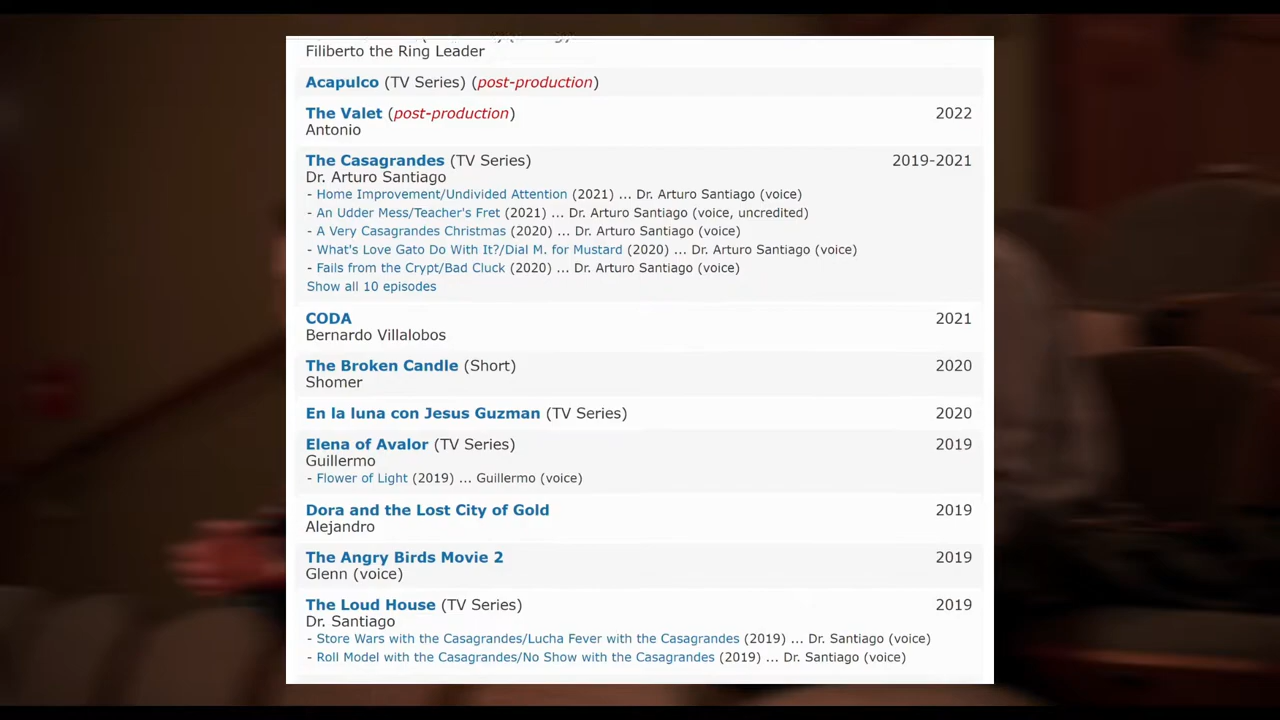 Filiberto the Ring Leader
Acapulco (TV Series) (post-production)
The Valet (post-production) 2022
Antonio
The Casagrandes (TV Series) 2019-2021
Dr. Arturo Santiago
- Home Improvement/Undivided Attention (2021) ... Dr. Arturo Santiago (voice)
- An Udder Mess/Teacher's Fret (2021) ... Dr. Arturo Santiago (voice, uncredited)
- A Very Casagrandes Christmas (2020) ... Dr. Arturo Santiago (voice)
- What's Love Gato Do With It?/Dial M. for Mustard (2020) ... Dr. Arturo Santiago (voice)
- Fails from the Crypt/Bad Cluck (2020) ... Dr. Arturo Santiago (voice)
Show all 10 episodes
CODA 2021
Bernardo Villalobos
The Broken Candle (Short) 2020
Shomer
En la luna con Jesus Guzman (TV Series) 2020
Elena of Avalor (TV Series) 2019
Guillermo
- Flower of Light (2019) ... Guillermo (voice)
Dora and the Lost City of Gold 2019
Alejandro
The Angry Birds Movie 2 2019
Glenn (voice)
The Loud House (TV Series) 2019
Dr. Santiago
- Store Wars with the Casagrandes/Lucha Fever with the Casagrandes (2019) ... Dr. Santiago (voice)
- Roll Model with the Casagrandes/No Show with the Casagrandes (2019) ... Dr. Santiago (voice)